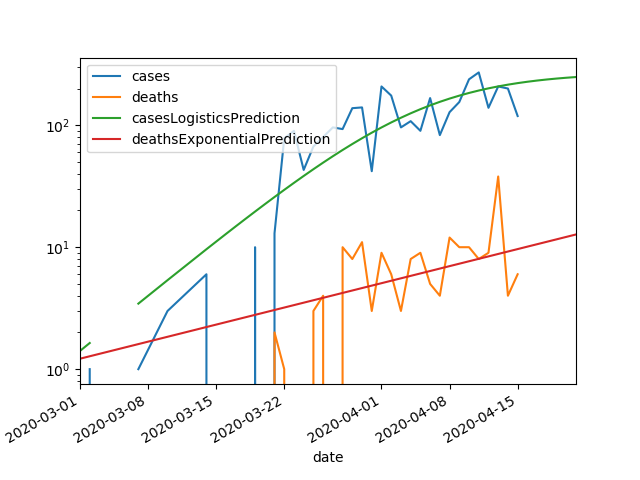 cases
deaths
casesLogisticsPrediction
deathsExponentialPrediction
10²
10¹
10⁰
2020-03-01
2020-03-08
2020-03-15
2020-03-22
2020-04-01
2020-04-08
2020-04-15
date